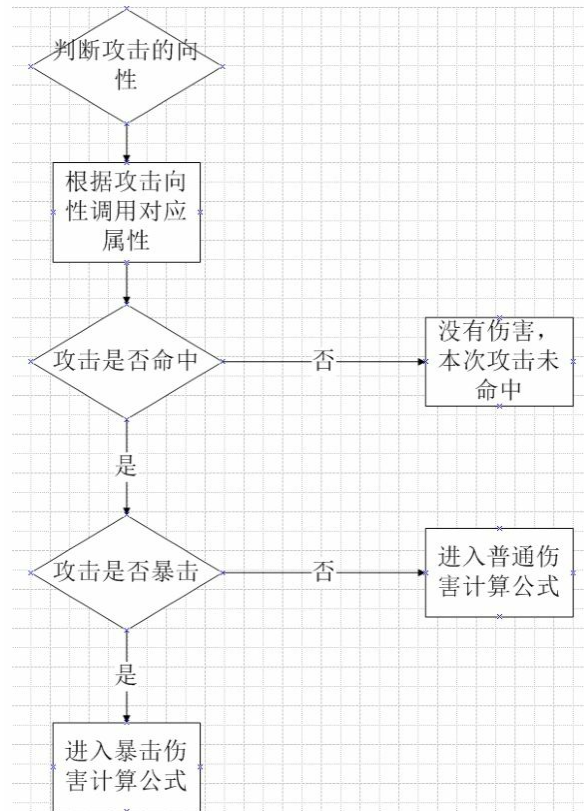 判断攻击的向
性
根据攻击向
性调用对应
属性
攻击是否命中
否
没有伤害，
本次攻击未
命中
是
攻击是否暴击
否
进入普通伤
害计算公式
是
进入暴击伤
害计算公式